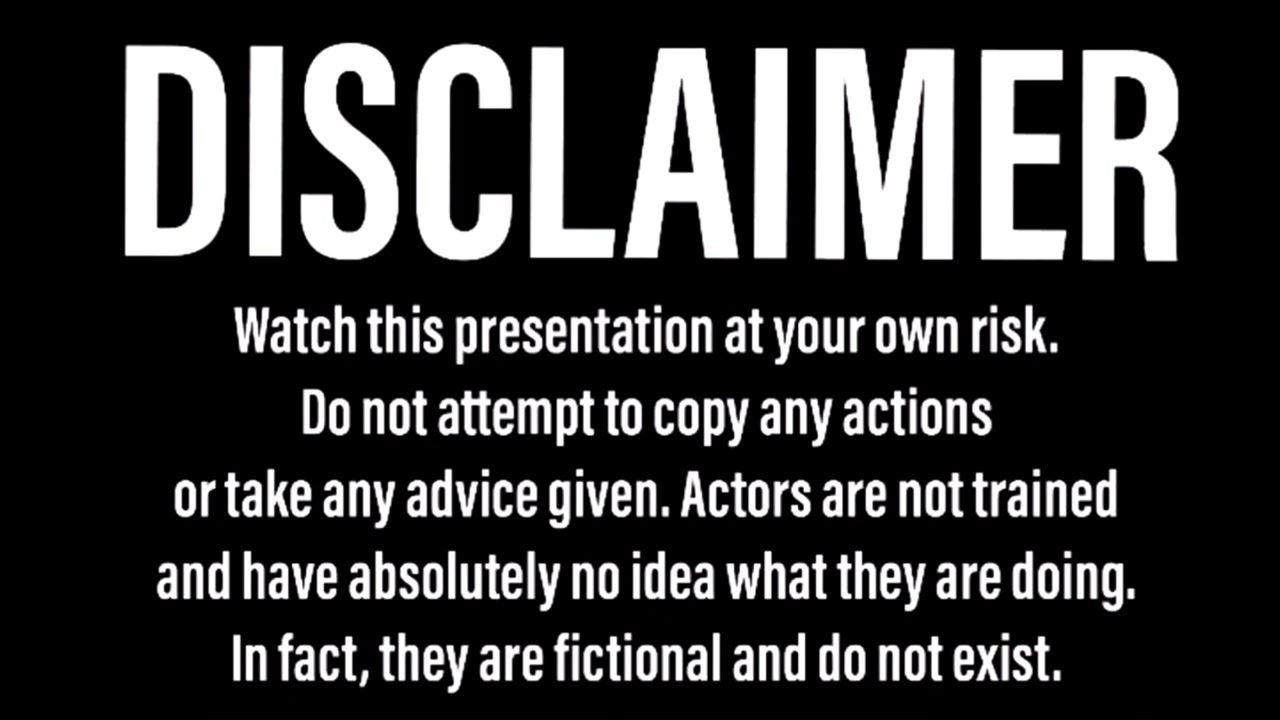 DISCLAIMER
Watch this presentation at your own risk.
Do not attempt to copy any actions
or take any advice given. Actors are not trained
and have absolutely no idea what they are doing.
In fact, they are fictional and do not exist.